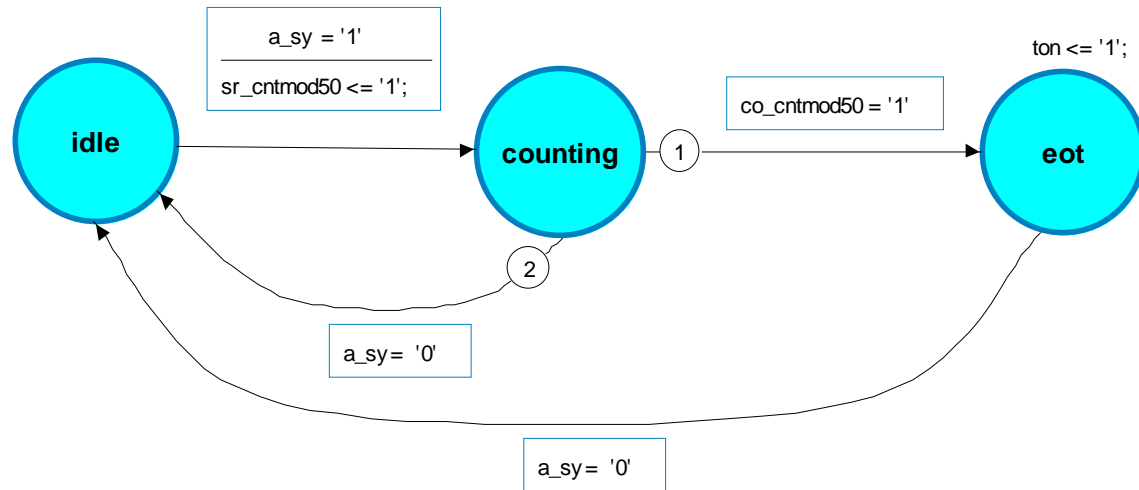 a_sy = '1'
sr_cntmod50 <= '1';
ton <= '1';
co_cntmod50 = '1'
idle
counting
1
eot
2
a_sy = '0'
a_sy = '0'